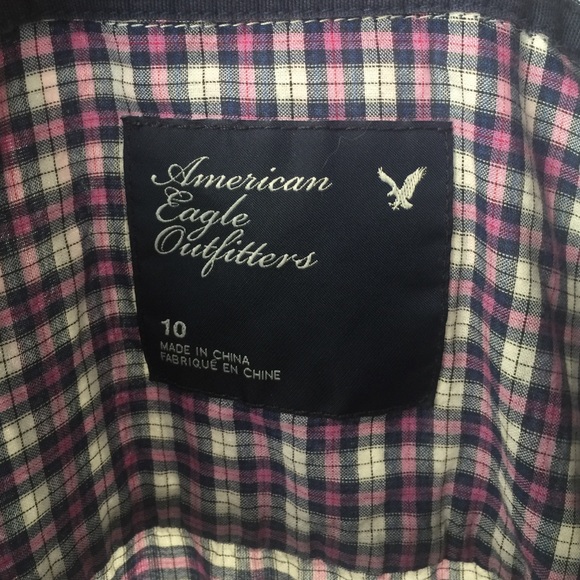 American
Eagle
Outfitters
10
MADE IN CHINA
FABRIQUÉ EN CHINE